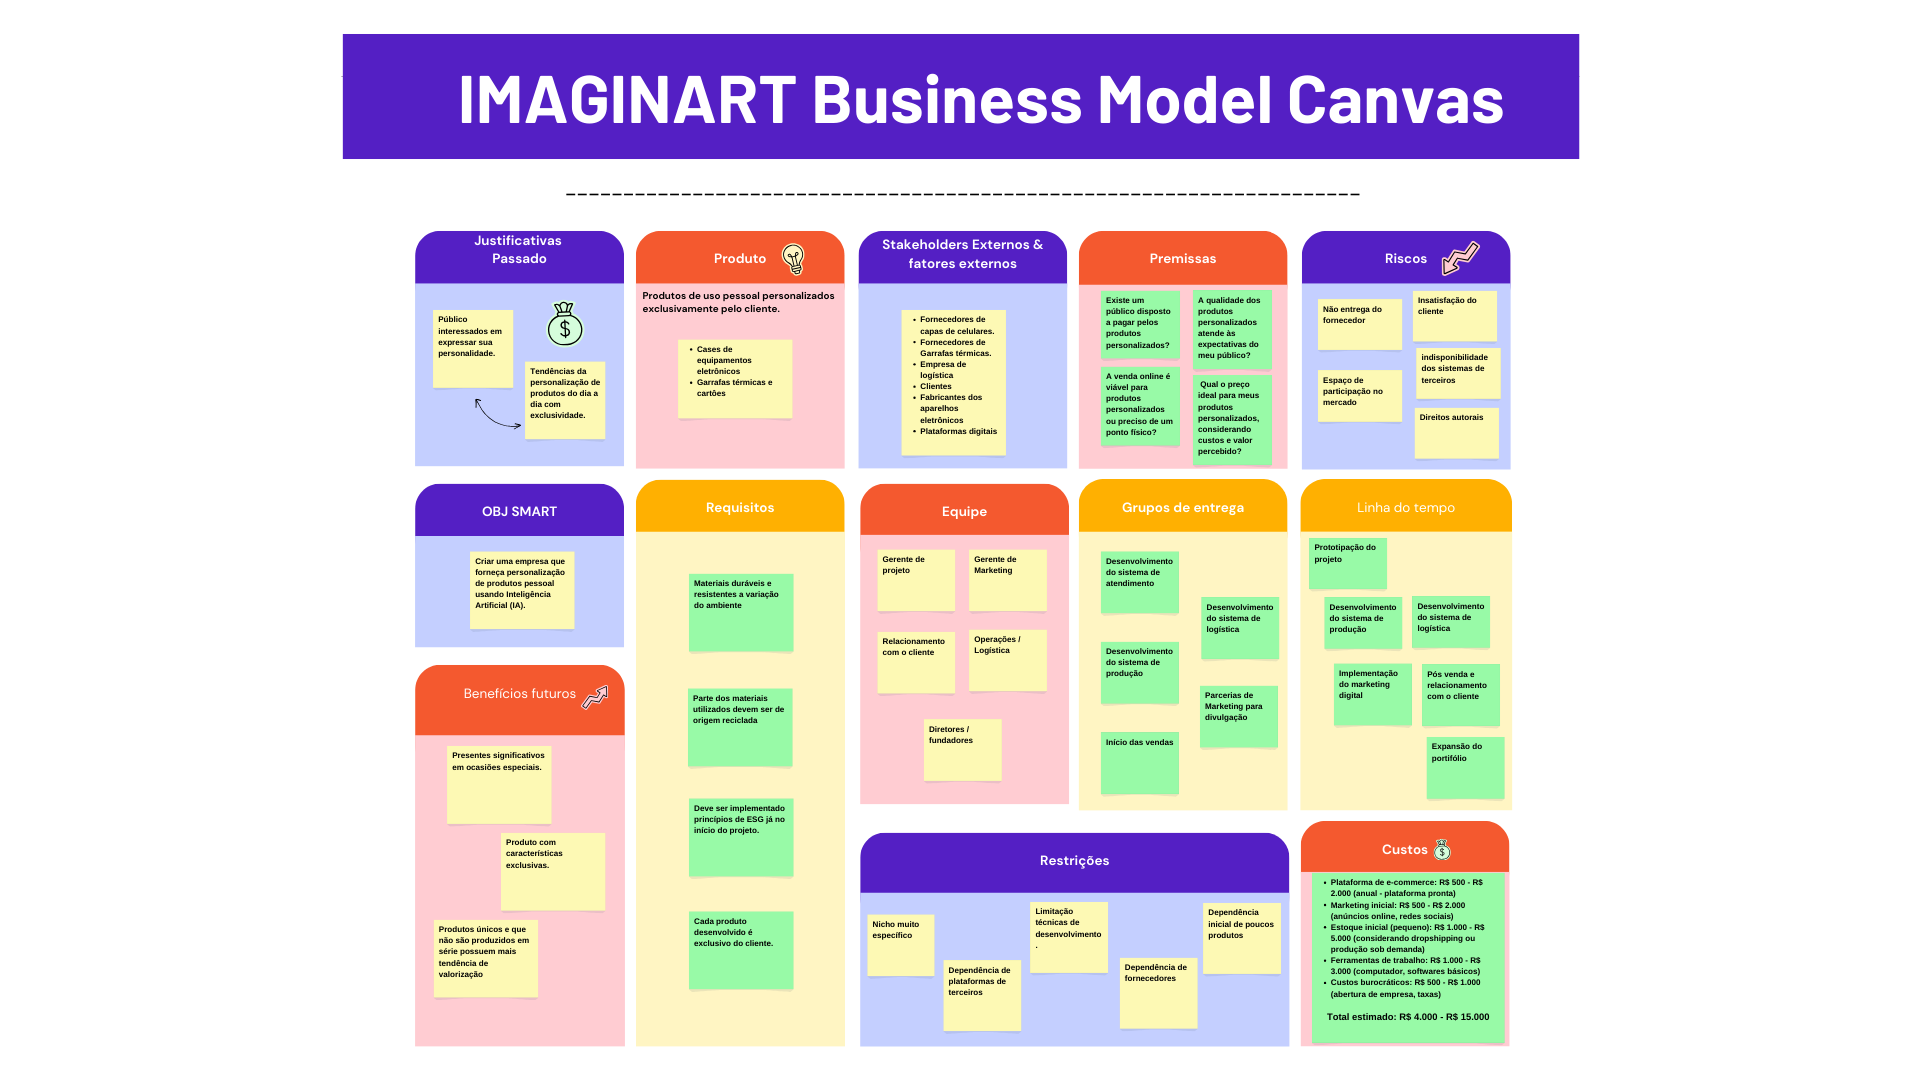 IMAGINART Business Model Canvas
Justificativas
Passado
Público
interessados em
expressar sua
personalidade.
$
Tendências da
personalização de
produtos do dia a
dia com
exclusividade.
Produto
Produtos de uso pessoal personalizados
exclusivamente pelo cliente.
• Cases de
equipamentos
eletrônicos
• Garrafas térmicas e
cartões
Stakeholders Externos &
fatores externos
• Fornecedores de
capas de celulares.
• Fornecedores de
Garrafas térmicas.
• Empresa de
logística
• Clientes
• Fabricantes dos
aparelhos
eletrônicos
• Plataformas digitais
Premissas
Existe um
público disposto
a pagar pelos
produtos
personalizados?
A qualidade dos
produtos
personalizados
atende às
expectativas do
meu público?
A venda online é
viável para
produtos
personalizados
ou preciso de um
ponto físico?
Qual o preço
ideal para meus
produtos
personalizados,
considerando
custos e valor
percebido?
Riscos
Não entrega do
fornecedor
Insatisfação do
cliente
indisponibilidade
dos sistemas de
terceiros
Espaço de
participação no
mercado
Direitos autorais
OBJ SMART
Criar uma empresa que
forneça personalização
de produtos pessoal
usando Inteligência
Artificial (IA).
Benefícios futuros
Presentes significativos
em ocasiões especiais.
Produto com
características
exclusivas.
Produtos únicos e que
não são produzidos em
série possuem mais
tendência de
valorização
Requisitos
Materiais duráveis e
resistentes a variação
do ambiente
Parte dos materiais
utilizados devem ser de
origem reciclada
Deve ser implementado
princípios de ESG já no
início do projeto.
Cada produto
desenvolvido é
exclusivo do cliente.
Equipe
Gerente de
projeto
Gerente de
Marketing
Relacionamento
com o cliente
Operações /
Logística
Diretores /
fundadores
Grupos de entrega
Desenvolvimento
do sistema de
atendimento
Desenvolvimento
do sistema de
logística
Desenvolvimento
do sistema de
produção
Parcerias de
Marketing para
divulgação
Início das vendas
Linha do tempo
Prototipação do
projeto
Desenvolvimento
do sistema de
produção
Desenvolvimento
do sistema de
logística
Implementação
do marketing
digital
Pós venda e
relacionamento
com o cliente
Expansão do
portifólio
Restrições
Nicho muito
específico
Dependência de
plataformas de
terceiros
Limitação
técnicas de
desenvolvimento
.
Dependência de
fornecedores
Dependência
inicial de poucos
produtos
Custos
$
• Plataforma de e-commerce: R$ 500 - R$
2.000 (anual - plataforma pronta)
• Marketing inicial: R$ 500 - R$ 2.000
(anúncios online, redes sociais)
• Estoque inicial (pequeno): R$ 1.000 - R$
5.000 (considerando dropshipping ou
produção sob demanda)
• Ferramentas de trabalho: R$ 1.000 - R$
3.000 (computador, softwares básicos)
• Custos burocráticos: R$ 500 - R$ 1.000
(abertura de empresa, taxas)
Total estimado: R$ 4.000 - R$ 15.000